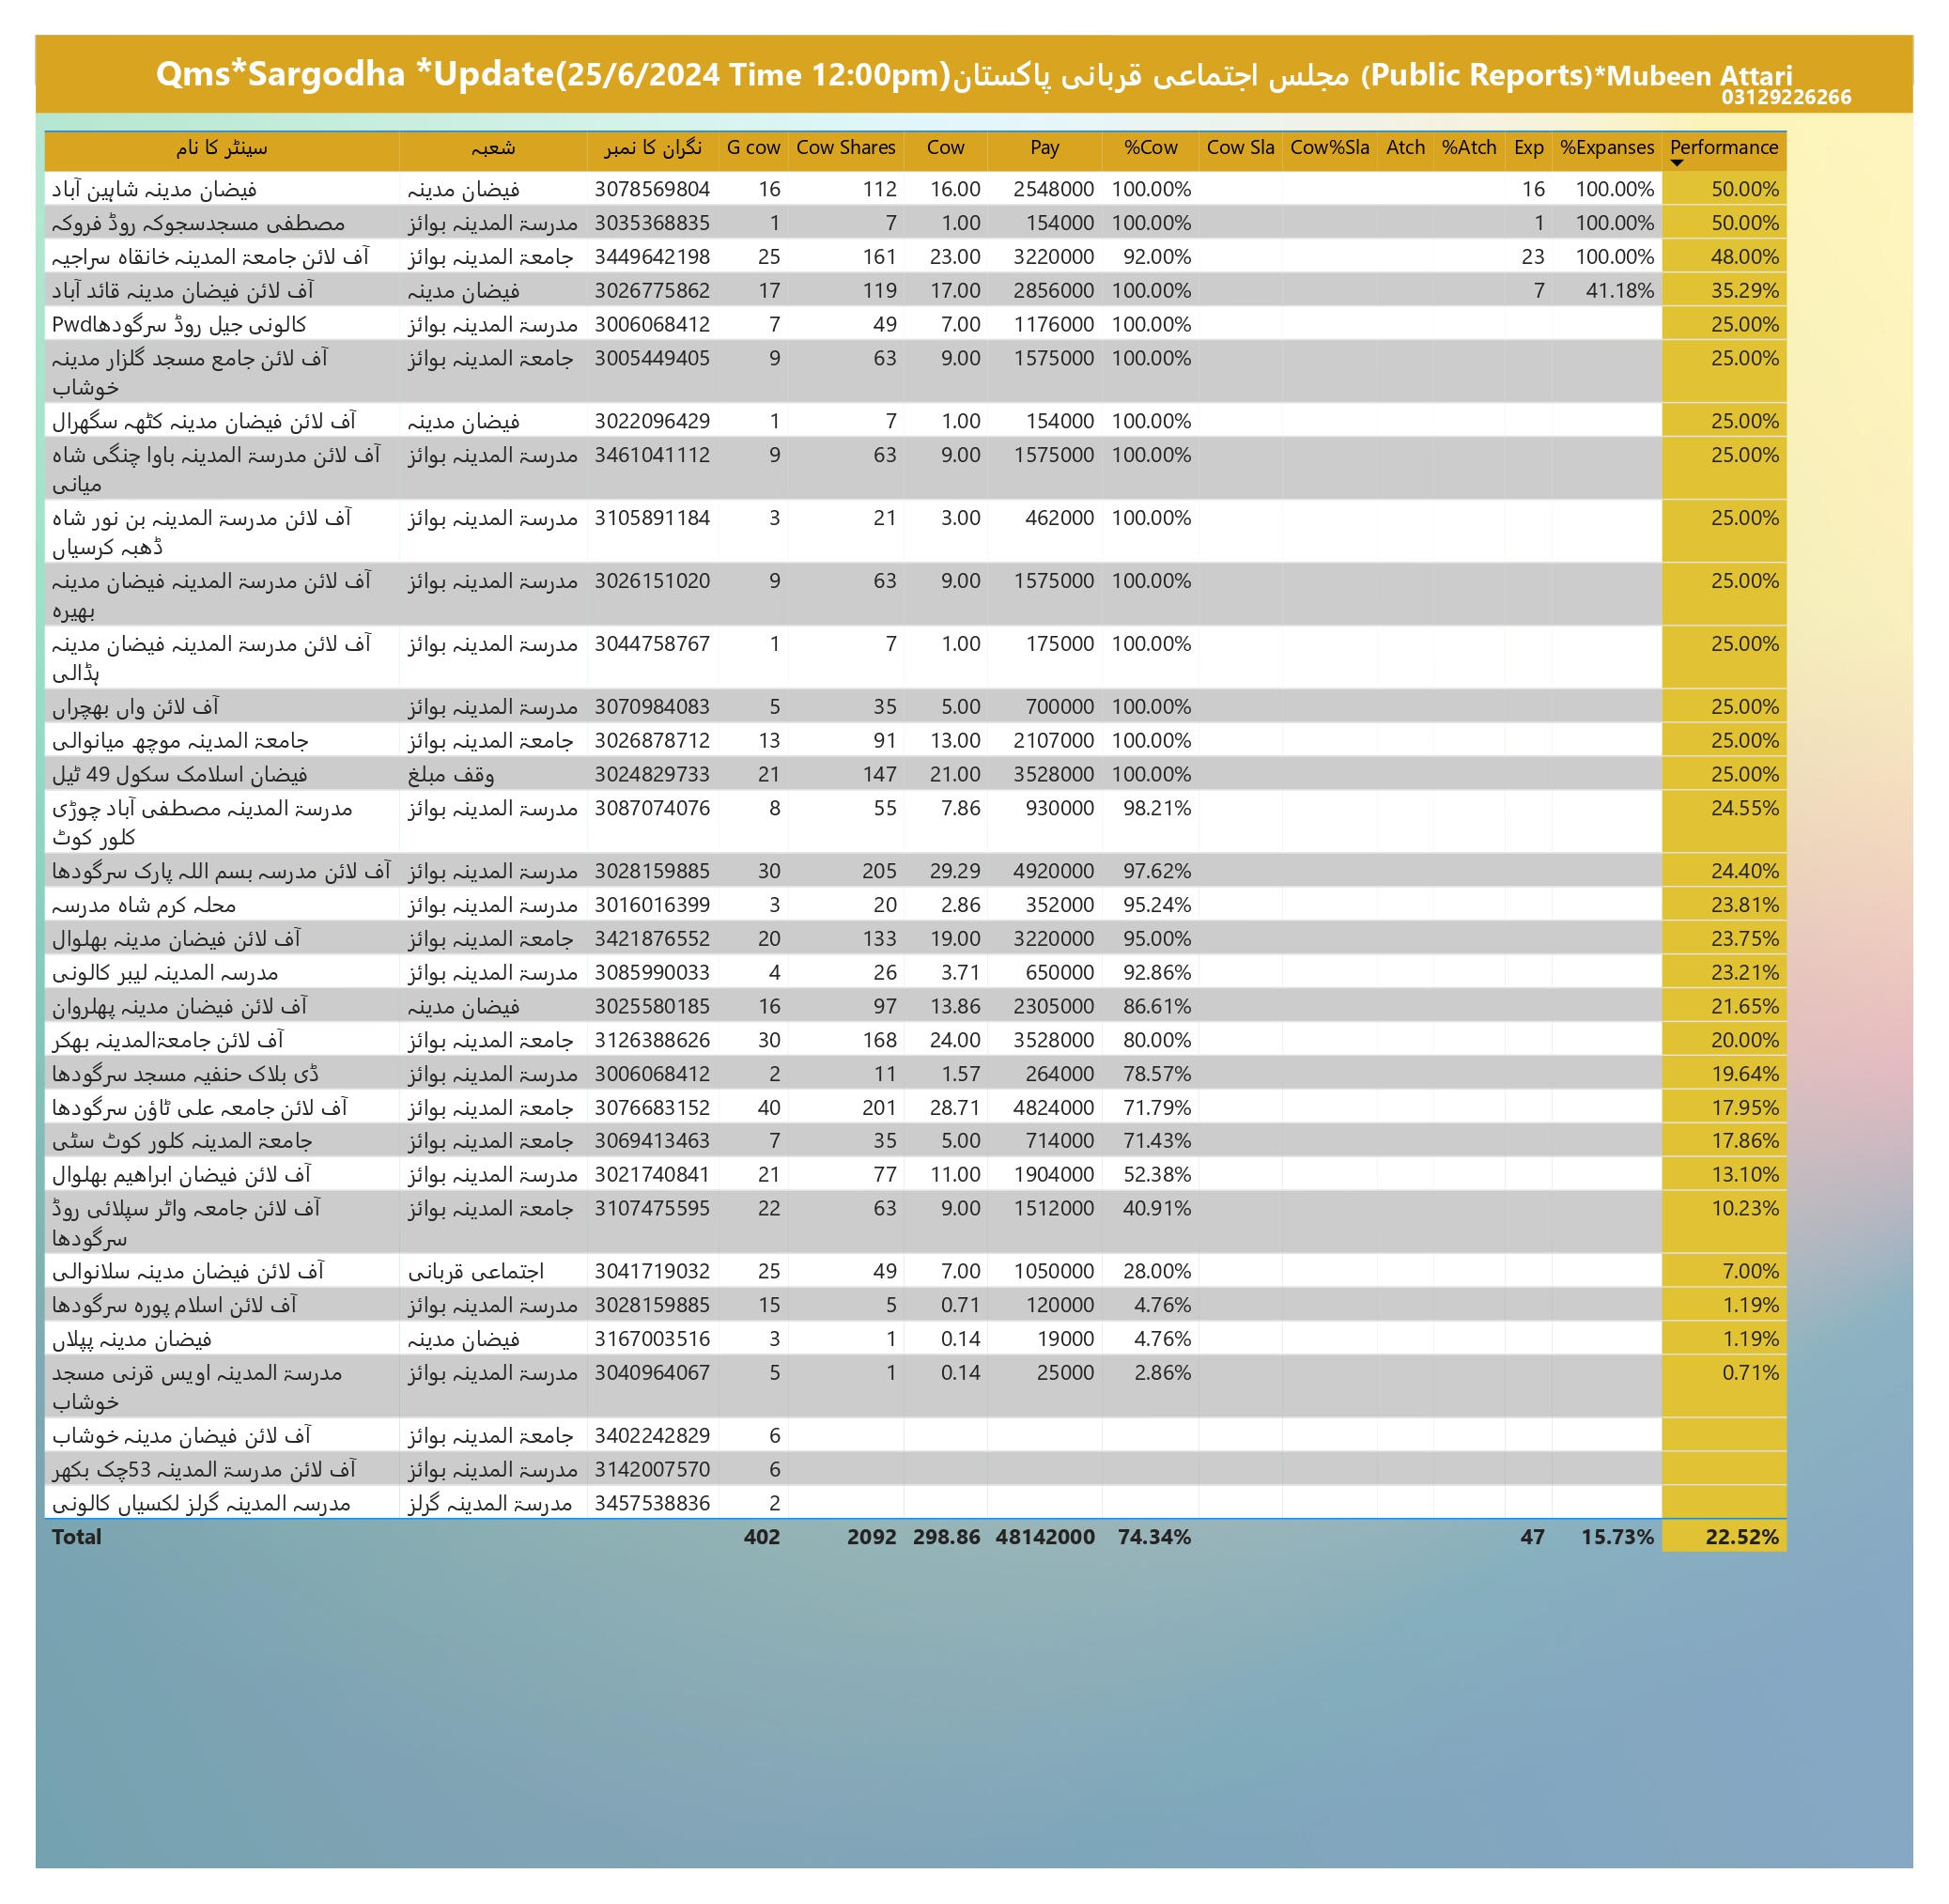 Qms*Sargodha *Update(25/6/2024 Time 12:00pm)مجلس اجتماعی قربانی پاکستان (Public Reports)*Mubeen Attari
03129226266
سینٹر کا نام شعبہ نگران کا نمبر G cow Cow Shares Cow Pay %Cow Cow Sla Cow%Sla Atch %Atch Exp %Expanses Performance
فیضان مدینہ شاہین آباد فیضان مدینہ 3078569804 16 112 16.00 2548000 100.00% 16 100.00% 50.00%
مصطفی مسجدسجوکہ روڈ فروکہ مدرسۃ المدینہ بوائز 3035368835 1 7 1.00 154000 100.00% 1 100.00% 50.00%
آف لائن جامعۃ المدینہ خانقاہ سراجیہ جامعۃ المدینہ بوائز 3449642198 25 161 23.00 3220000 92.00% 23 100.00% 48.00%
آف لائن فیضان مدینہ قائد آباد فیضان مدینہ 3026775862 17 119 17.00 2856000 100.00% 7 41.18% 35.29%
Pwdکالونی جیل روڈ سرگودھا مدرسۃ المدینہ بوائز 3006068412 7 49 7.00 1176000 100.00% 25.00%
آف لائن جامع مسجد گلزار مدینہ جامعۃ المدینہ بوائز 3005449405 9 63 9.00 1575000 100.00% 25.00%
خوشاب
آف لائن فیضان مدینہ کٹھہ سگھرال فیضان مدینہ 3022096429 1 7 1.00 154000 100.00% 25.00%
آف لائن مدرسۃ المدینہ باوا چنگی شاہ مدرسۃ المدینہ بوائز 3461041112 9 63 9.00 1575000 100.00% 25.00%
میانی
آف لائن مدرسۃ المدینہ بن نور شاہ مدرسۃ المدینہ بوائز 3105891184 3 21 3.00 462000 100.00% 25.00%
ڈھبہ کرسیاں
آف لائن مدرسۃ المدینہ فیضان مدینہ مدرسۃ المدینہ بوائز 3026151020 9 63 9.00 1575000 100.00% 25.00%
بھیرہ
آف لائن مدرسۃ المدینہ فیضان مدینہ مدرسۃ المدینہ بوائز 3044758767 1 7 1.00 175000 100.00% 25.00%
ہڈالی
آف لائن واں بھچراں مدرسۃ المدینہ بوائز 3070984083 5 35 5.00 700000 100.00% 25.00%
جامعۃ المدینہ موچھ میانوالی جامعۃ المدینہ بوائز 3026878712 13 91 13.00 2107000 100.00% 25.00%
فیضان اسلامک سکول 49 ٹیل وقف مبلغ 3024829733 21 147 21.00 3528000 100.00% 25.00%
مدرسۃ المدینہ مصطفی آباد چوڑی مدرسۃ المدینہ بوائز 3087074076 8 55 7.86 930000 98.21% 24.55%
کلور کوٹ
آف لائن مدرسہ بسم اللہ پارک سرگودھا مدرسۃ المدینہ بوائز 3028159885 30 205 29.29 4920000 97.62% 24.40%
محلہ کرم شاہ مدرسہ مدرسۃ المدینہ بوائز 3016016399 3 20 2.86 352000 95.24% 23.81%
آف لائن فیضان مدینہ بھلوال جامعۃ المدینہ بوائز 3421876552 20 133 19.00 3220000 95.00% 23.75%
مدرسہ المدینہ لیبر کالونی مدرسۃ المدینہ بوائز 3085990033 4 26 3.71 650000 92.86% 23.21%
آف لائن فیضان مدینہ پھلروان فیضان مدینہ 3025580185 16 97 13.86 2305000 86.61% 21.65%
آف لائن جامعۃالمدینہ بھکر جامعۃ المدینہ بوائز 3126388626 30 168 24.00 3528000 80.00% 20.00%
ڈی بلاک حنفیہ مسجد سرگودھا مدرسۃ المدینہ بوائز 3006068412 2 11 1.57 264000 78.57% 19.64%
آف لائن جامعہ علی ٹاؤن سرگودھا جامعۃ المدینہ بوائز 3076683152 40 201 28.71 4824000 71.79% 17.95%
جامعۃ المدینہ کلور کوٹ سٹی جامعۃ المدینہ بوائز 3069413463 7 35 5.00 714000 71.43% 17.86%
آف لائن فیضان ابراھیم بھلوال مدرسۃ المدینہ بوائز 3021740841 21 77 11.00 1904000 52.38% 13.10%
آف لائن جامعہ واٹر سپلائی روڈ جامعۃ المدینہ بوائز 3107475595 22 63 9.00 1512000 40.91% 10.23%
سرگودھا
آف لائن فیضان مدینہ سلانوالی اجتماعی قربانی 3041719032 25 49 7.00 1050000 28.00% 7.00%
آف لائن اسلام پورہ سرگودھا مدرسۃ المدینہ بوائز 3028159885 15 5 0.71 120000 4.76% 1.19%
فیضان مدینہ پپلاں فیضان مدینہ 3167003516 3 1 0.14 19000 4.76% 1.19%
مدرسۃ المدینہ اویس قرنی مسجد مدرسۃ المدینہ بوائز 3040964067 5 1 0.14 25000 2.86% 0.71%
خوشاب
آف لائن فیضان مدینہ خوشاب جامعۃ المدینہ بوائز 3402242829 6
آف لائن مدرسۃ المدینہ 53چک بکھر مدرسۃ المدینہ بوائز 3142007570 6
مدرسہ المدینہ گرلز لکسیاں کالونی مدرسۃ المدینہ گرلز 3457538836 2
Total 402 2092 298.86 48142000 74.34% 47 15.73% 22.52%